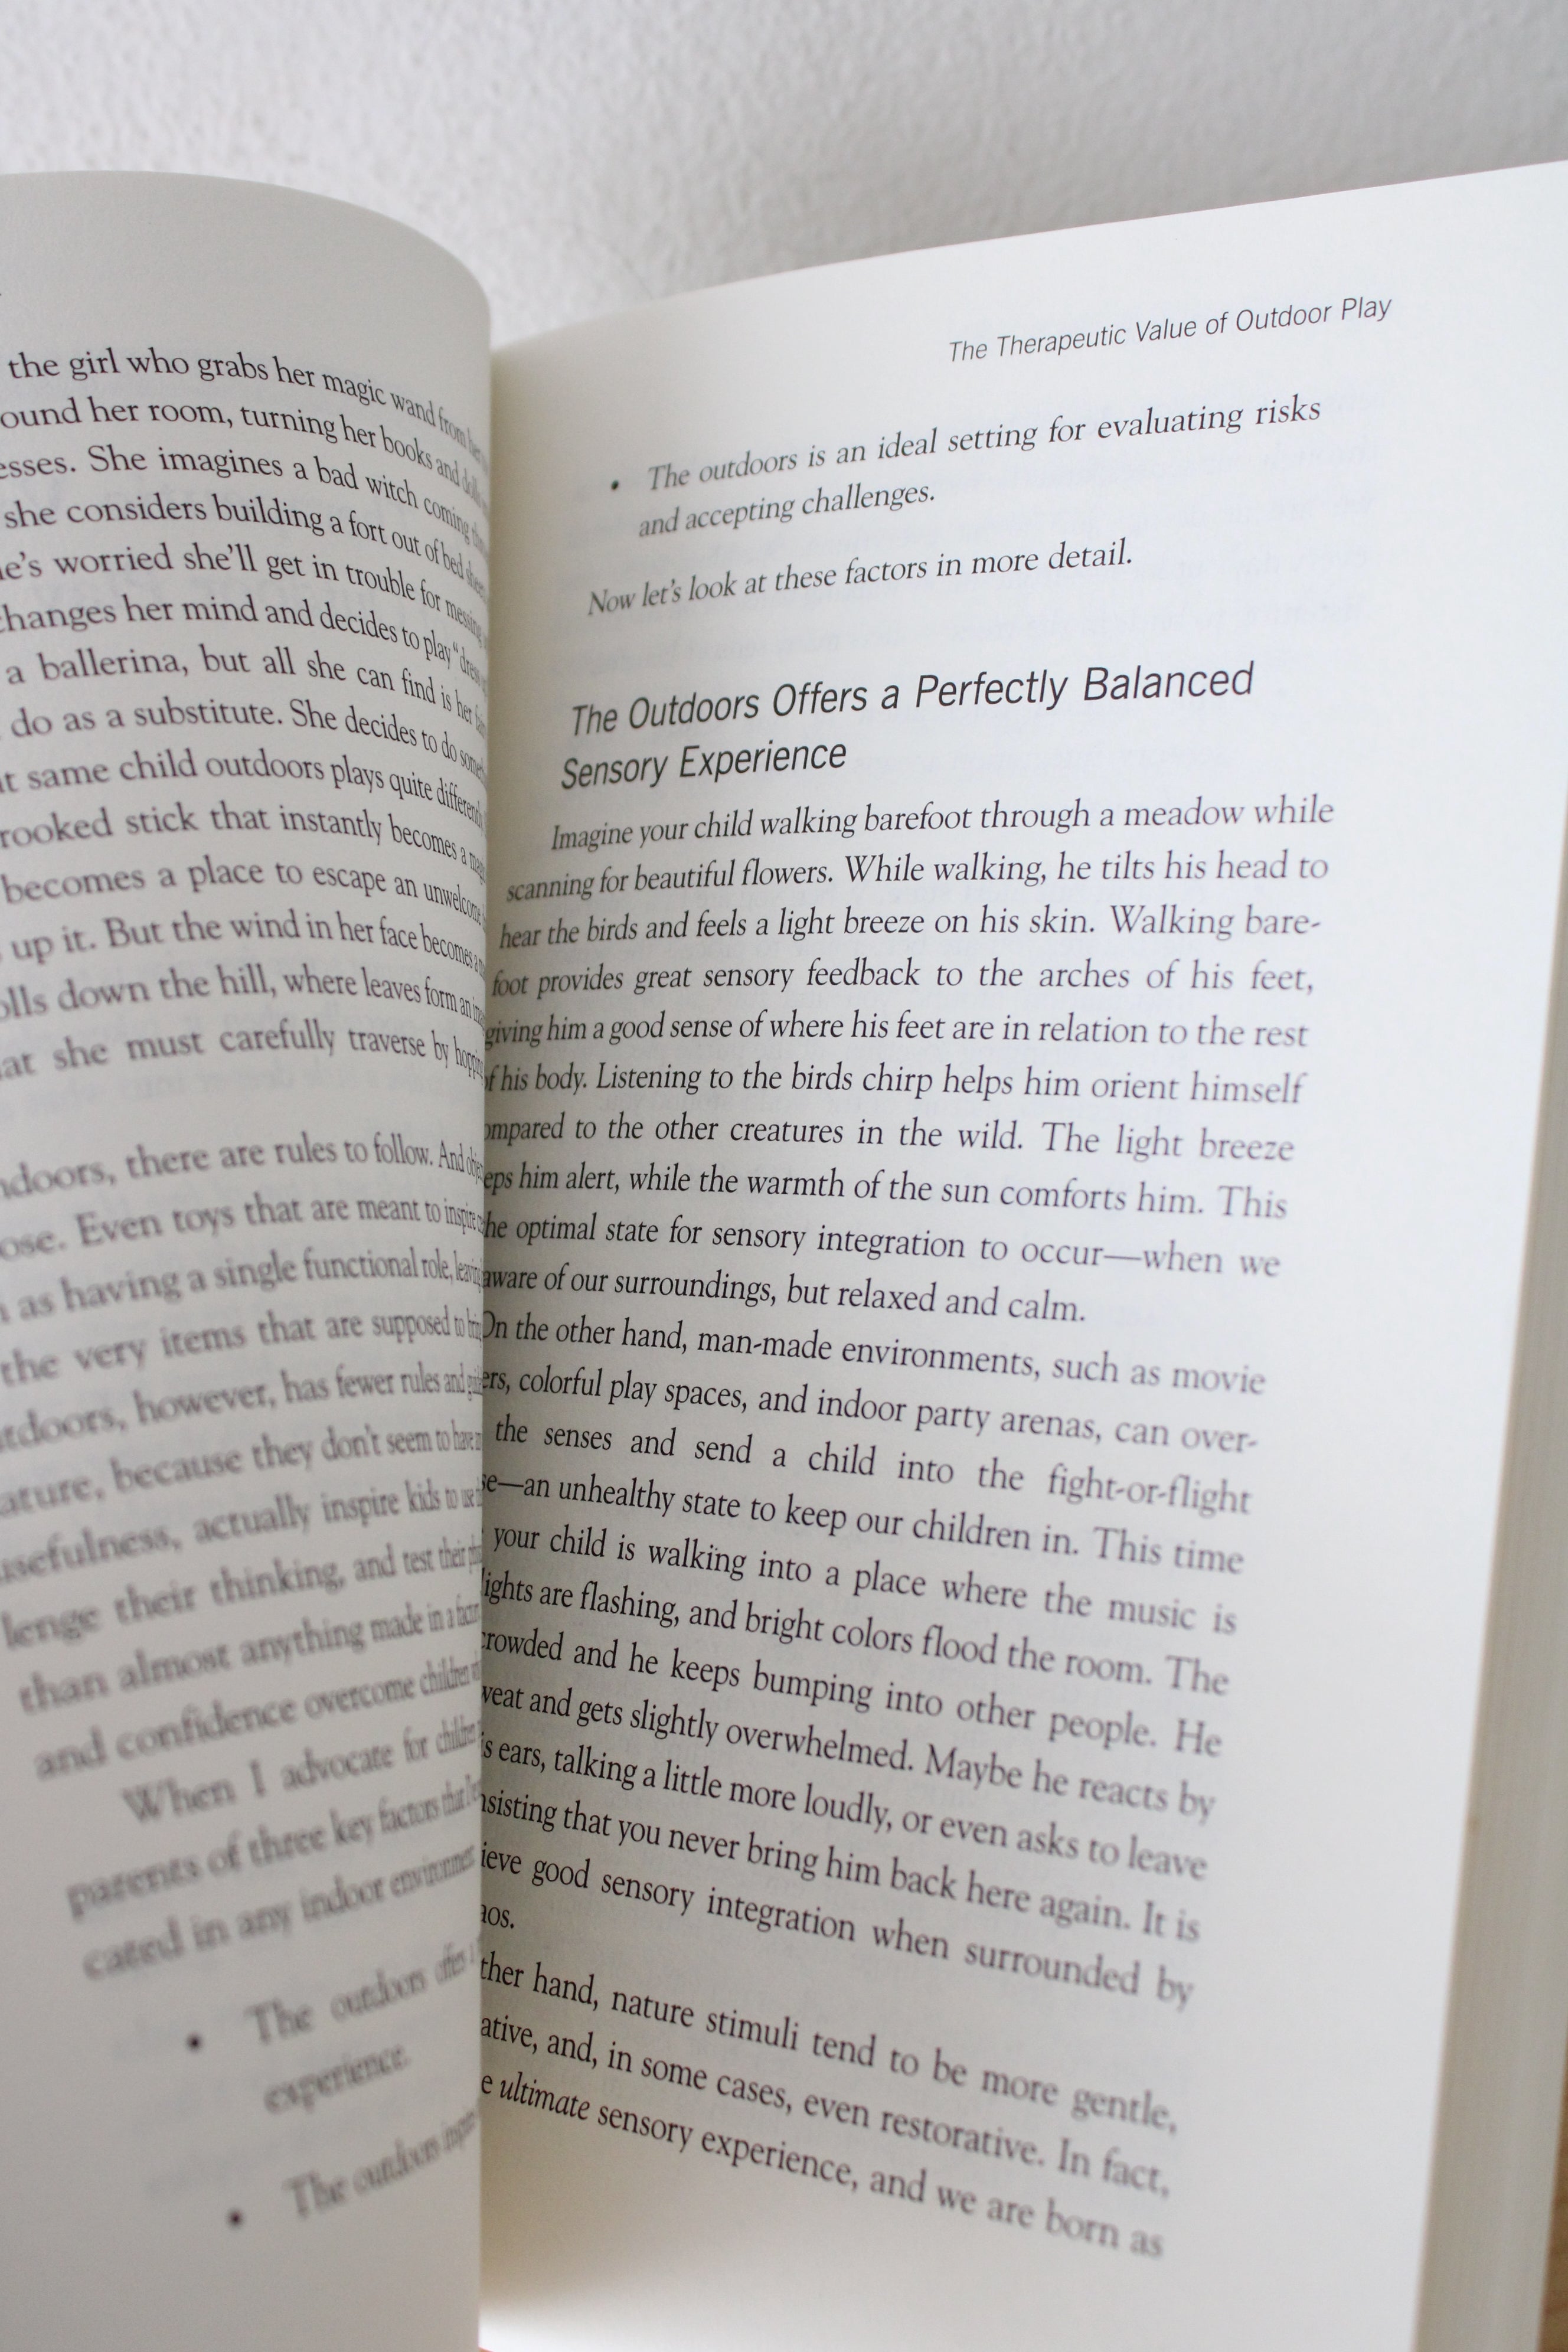 the girl who grabs her magic wand from her
ound her room, turning her books and dolls
esses. She imagines a bad witch coming
she considers building a fort out of bed
he's worried she'll get in trouble for messing
changes her mind and decides to play "dress
a ballerina, but all she can find is her
do as a substitute. She decides to do
same child outdoors plays quite differently
rooked stick that instantly becomes a
becomes a place to escape an unwelcome
up it. But the wind in her face becomes a
olls down the hill, where leaves form an
at she must carefully traverse by
ndoors, there are rules to follow. And
ose. Even toys that are meant to inspire
as having a single functional role,
the very items that are supposed to
tdoors, however, has fewer rules and
ature, because they don't seem to have
usefulness, actually inspire kids to use
lenge their thinking, and test their
than almost anything made in a
and confidence overcome children
When I advocate for children
parents of three key factors that
cated in any indoor
• The outdoors offers
experience.
• The outdoors
The Therapeutic Value of Outdoor Play
• The outdoors is an ideal setting for evaluating risks
and accepting challenges.
Now let's look at these factors in more detail.
The Outdoors Offers a Perfectly Balanced
Sensory Experience
Imagine your child walking barefoot through a meadow while
scanning for beautiful flowers. While walking, he tilts his head to
hear the birds and feels a light breeze on his skin. Walking bare-
foot provides great sensory feedback to the arches of his feet,
giving him a good sense of where his feet are in relation to the rest
of his body. Listening to the birds chirp helps him orient himself
ompared to the other creatures in the wild. The light breeze
eps him alert, while the warmth of the sun comforts him. This
he optimal state for sensory integration to occur—when we
aware of our surroundings, but relaxed and calm.
On the other hand, man-made environments, such as movie
ers, colorful play spaces, and indoor party arenas, can over-
the senses and send a child into the fight-or-flight
se—an unhealthy state to keep our children in. This time
your child is walking into a place where the music is
lights are flashing, and bright colors flood the room. The
crowded and he keeps bumping into other people. He
weat and gets slightly overwhelmed. Maybe he reacts by
is ears, talking a little more loudly, or even asks to leave
nsisting that you never bring him back here again. It is
ieve good sensory integration when surrounded by
aos.
ther hand, nature stimuli tend to be more gentle,
ative, and, in some cases, even restorative. In fact,
e ultimate sensory experience, and we are born as